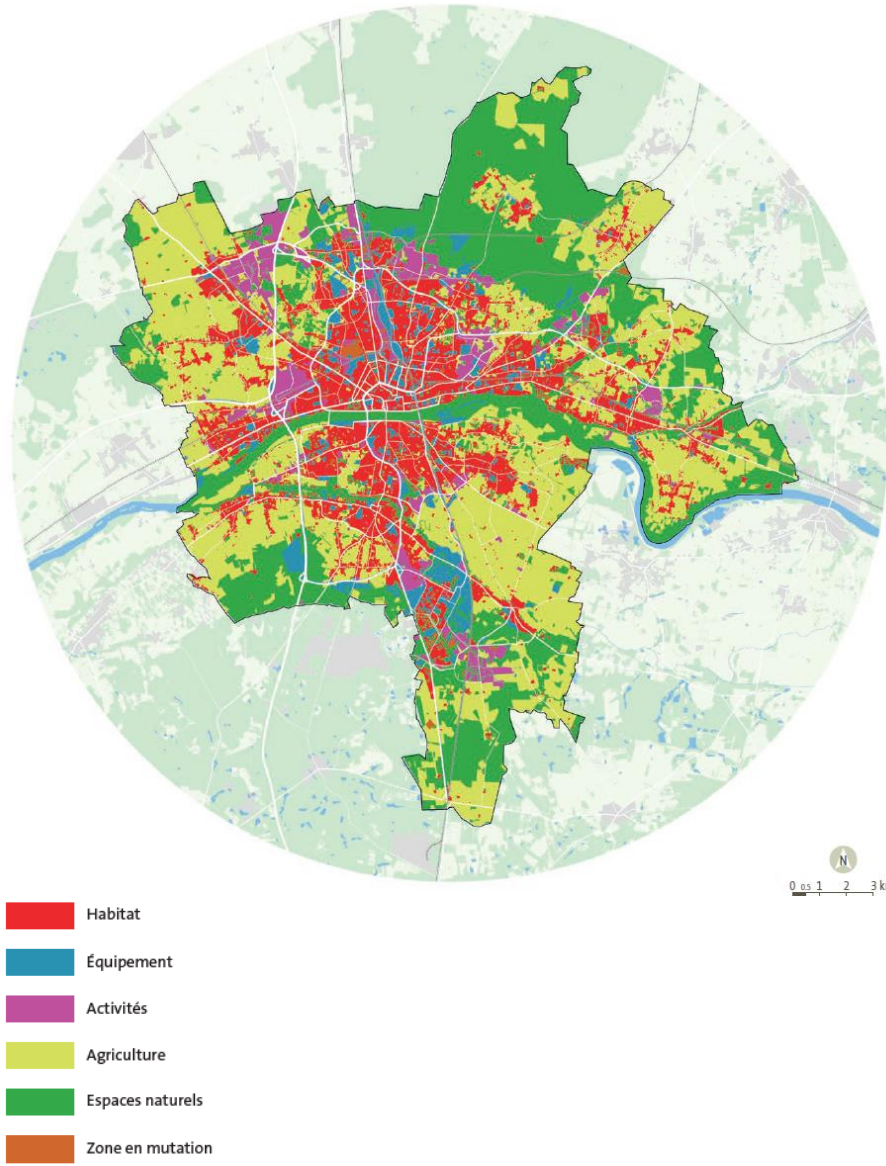 N
0 0.5 1 2 3 k
Habitat
Équipement
Activités
Agriculture
Espaces naturels
Zone en mutation